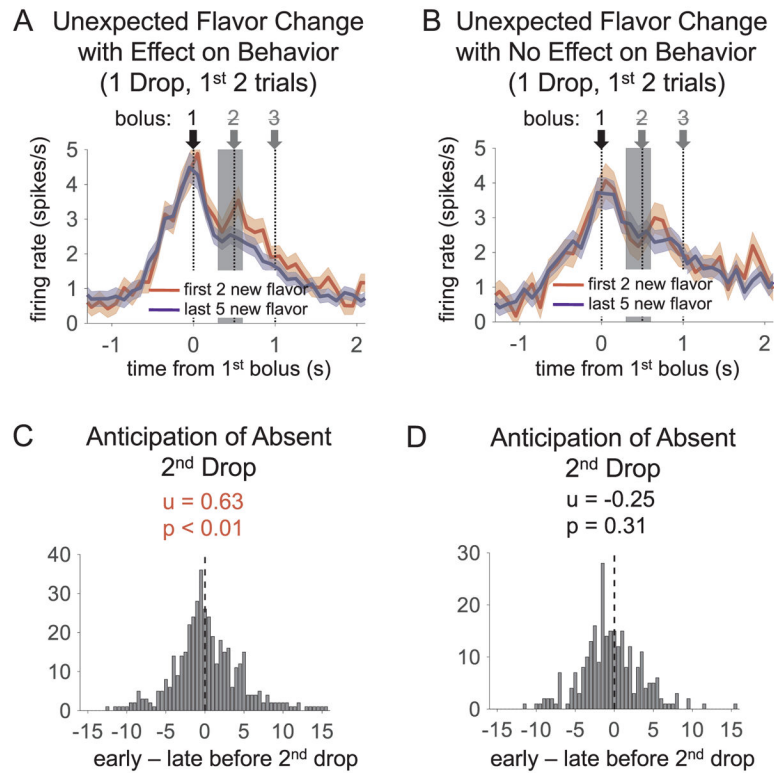 A
Unexpected Flavor Change
with Effect on Behavior
(1 Drop, 1st 2 trials)
bolus: 1 2 3
5
4
3
2
1
0
firing rate (spikes/s)
first 2 new flavor
last 5 new flavor
-1 0 1 2
time from 1st bolus (s)
B
Unexpected Flavor Change
with No Effect on Behavior
(1 Drop, 1st 2 trials)
bolus: 1 2 3
5
4
3
2
1
0
firing rate (spikes/s)
first 2 new flavor
last 5 new flavor
-1 0 1 2
time from 1st bolus (s)
C
Anticipation of Absent
2nd Drop
u = 0.63
p < 0.01
40
30
20
10
0
-15 -10 -5 0 5 10 15
early – late before 2nd drop
D
Anticipation of Absent
2nd Drop
u = -0.25
p = 0.31
30
20
10
0
-15 -10 -5 0 5 10 15
early – late before 2nd drop